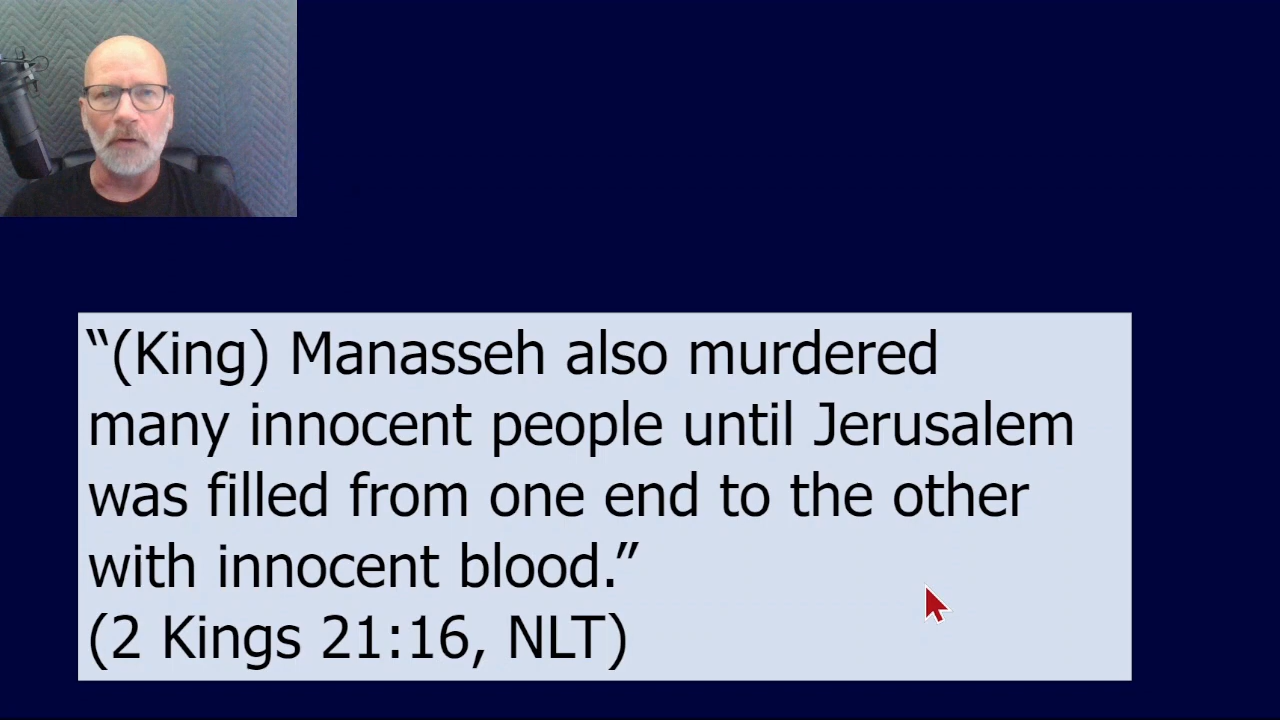 “(King) Manasseh also murdered
many innocent people until Jerusalem
was filled from one end to the other
with innocent blood.”
(2 Kings 21:16, NLT)